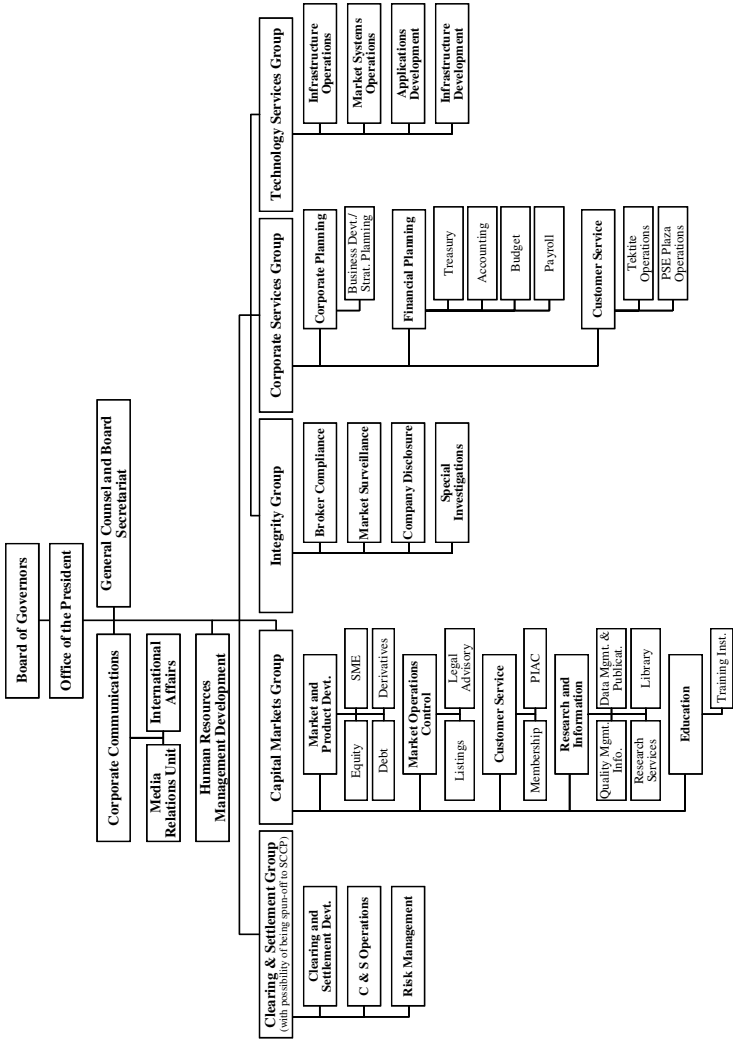 Board of Governors
Office of the President
Corporate Communications
General Counsel and Board
Secretariat
Media
Relations Unit
International
Affairs
Human Resources
Management Development
Clearing & Settlement Group
(with possibility of being spun-off to SCCP)
Clearing and
Settlement Devt.
C & S Operations
Risk Management
Capital Markets Group
Market and
Product Devt.
Equity
SME
Debt
Derivatives
Market Operations
Control
Listings
Legal
Advisory
Customer Service
Membership
PIAC
Research and
Information
Quality Mgmt.
Info.
Data Mgmt. &
Publicat.
Research
Services
Library
Education
Training Inst.
Integrity Group
Broker Compliance
Market Surveillance
Company Disclosure
Special
Investigations
Corporate Services Group
Corporate Planning
Business Devt./
Strat. Planning
Financial Planning
Treasury
Accounting
Budget
Payroll
Customer Service
Tektite
Operations
PSE Plaza
Operations
Technology Services Group
Infrastructure
Operations
Market Systems
Operations
Applications
Development
Infrastructure
Development